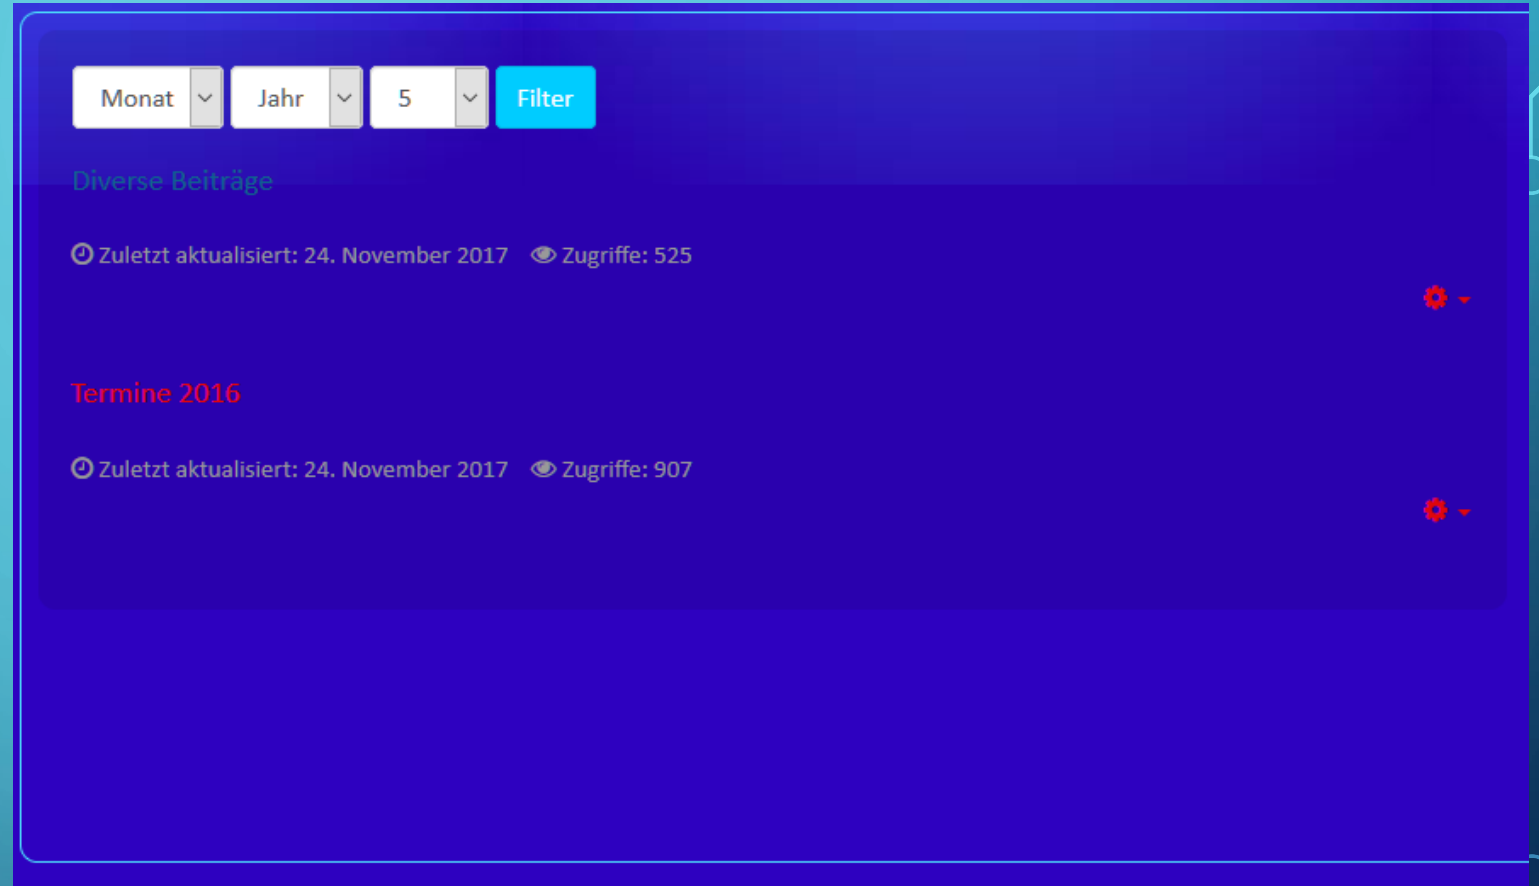 Monat Jahr 5 Filter
Diverse Beiträge
Zuletzt aktualisiert: 24. November 2017 Zugriffe: 525
Termine 2016
Zuletzt aktualisiert: 24. November 2017 Zugriffe: 907